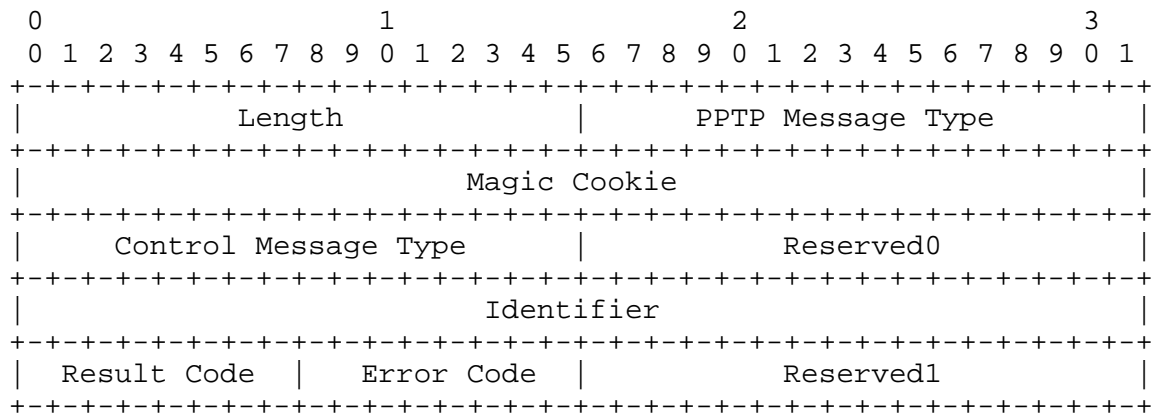 0                   1                   2                   3
 0 1 2 3 4 5 6 7 8 9 0 1 2 3 4 5 6 7 8 9 0 1 2 3 4 5 6 7 8 9 0 1
+-+-+-+-+-+-+-+-+-+-+-+-+-+-+-+-+-+-+-+-+-+-+-+-+-+-+-+-+-+-+-+-+
|            Length             |      PPTP Message Type        |
+-+-+-+-+-+-+-+-+-+-+-+-+-+-+-+-+-+-+-+-+-+-+-+-+-+-+-+-+-+-+-+-+
|                         Magic Cookie                          |
+-+-+-+-+-+-+-+-+-+-+-+-+-+-+-+-+-+-+-+-+-+-+-+-+-+-+-+-+-+-+-+-+
|     Control Message Type      |           Reserved0           |
+-+-+-+-+-+-+-+-+-+-+-+-+-+-+-+-+-+-+-+-+-+-+-+-+-+-+-+-+-+-+-+-+
|                          Identifier                           |
+-+-+-+-+-+-+-+-+-+-+-+-+-+-+-+-+-+-+-+-+-+-+-+-+-+-+-+-+-+-+-+-+
|  Result Code  |  Error Code   |           Reserved1           |
+-+-+-+-+-+-+-+-+-+-+-+-+-+-+-+-+-+-+-+-+-+-+-+-+-+-+-+-+-+-+-+-+